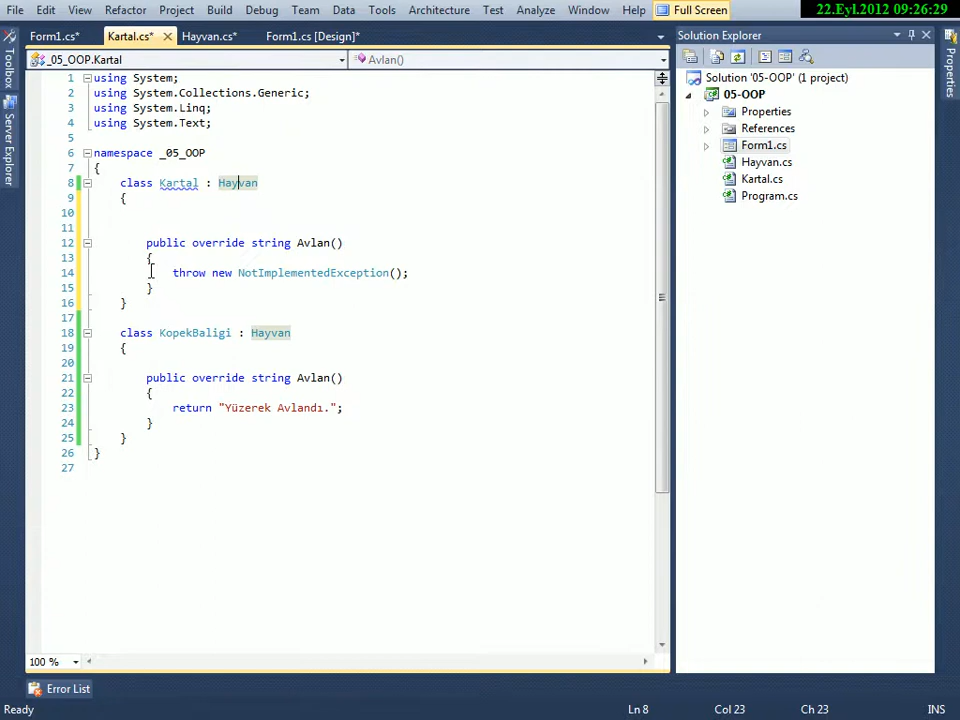 File Edit View Refactor Project Build Debug Team Data Tools Architecture Test Analyze Window Help Full Screen 22.Eyl.2012 09:26:29
Form1.cs* Kartal.cs* Hayvan.cs* Form1.cs [Design]* Solution Explorer
_05_OOP.Kartal Avlan()
1 using System;
2 using System.Collections.Generic;
3 using System.Linq;
4 using System.Text;
5
6 namespace _05_OOP
7 {
8 class Kartal : Hayvan
9 {
10
11
12 public override string Avlan()
13 {
14 throw new NotImplementedException();
15 }
16 }
17
18 class KopekBaligi : Hayvan
19 {
20
21 public override string Avlan()
22 {
23 return "Yüzerek Avlandı.";
24 }
25 }
26 }
27
Solution '05-OOP' (1 project)
05-OOP
Properties
References
Form1.cs
Hayvan.cs
Kartal.cs
Program.cs
Toolbox
Server Explorer
Properties
100 %
Error List
Ready Ln 8 Col 23 Ch 23 INS